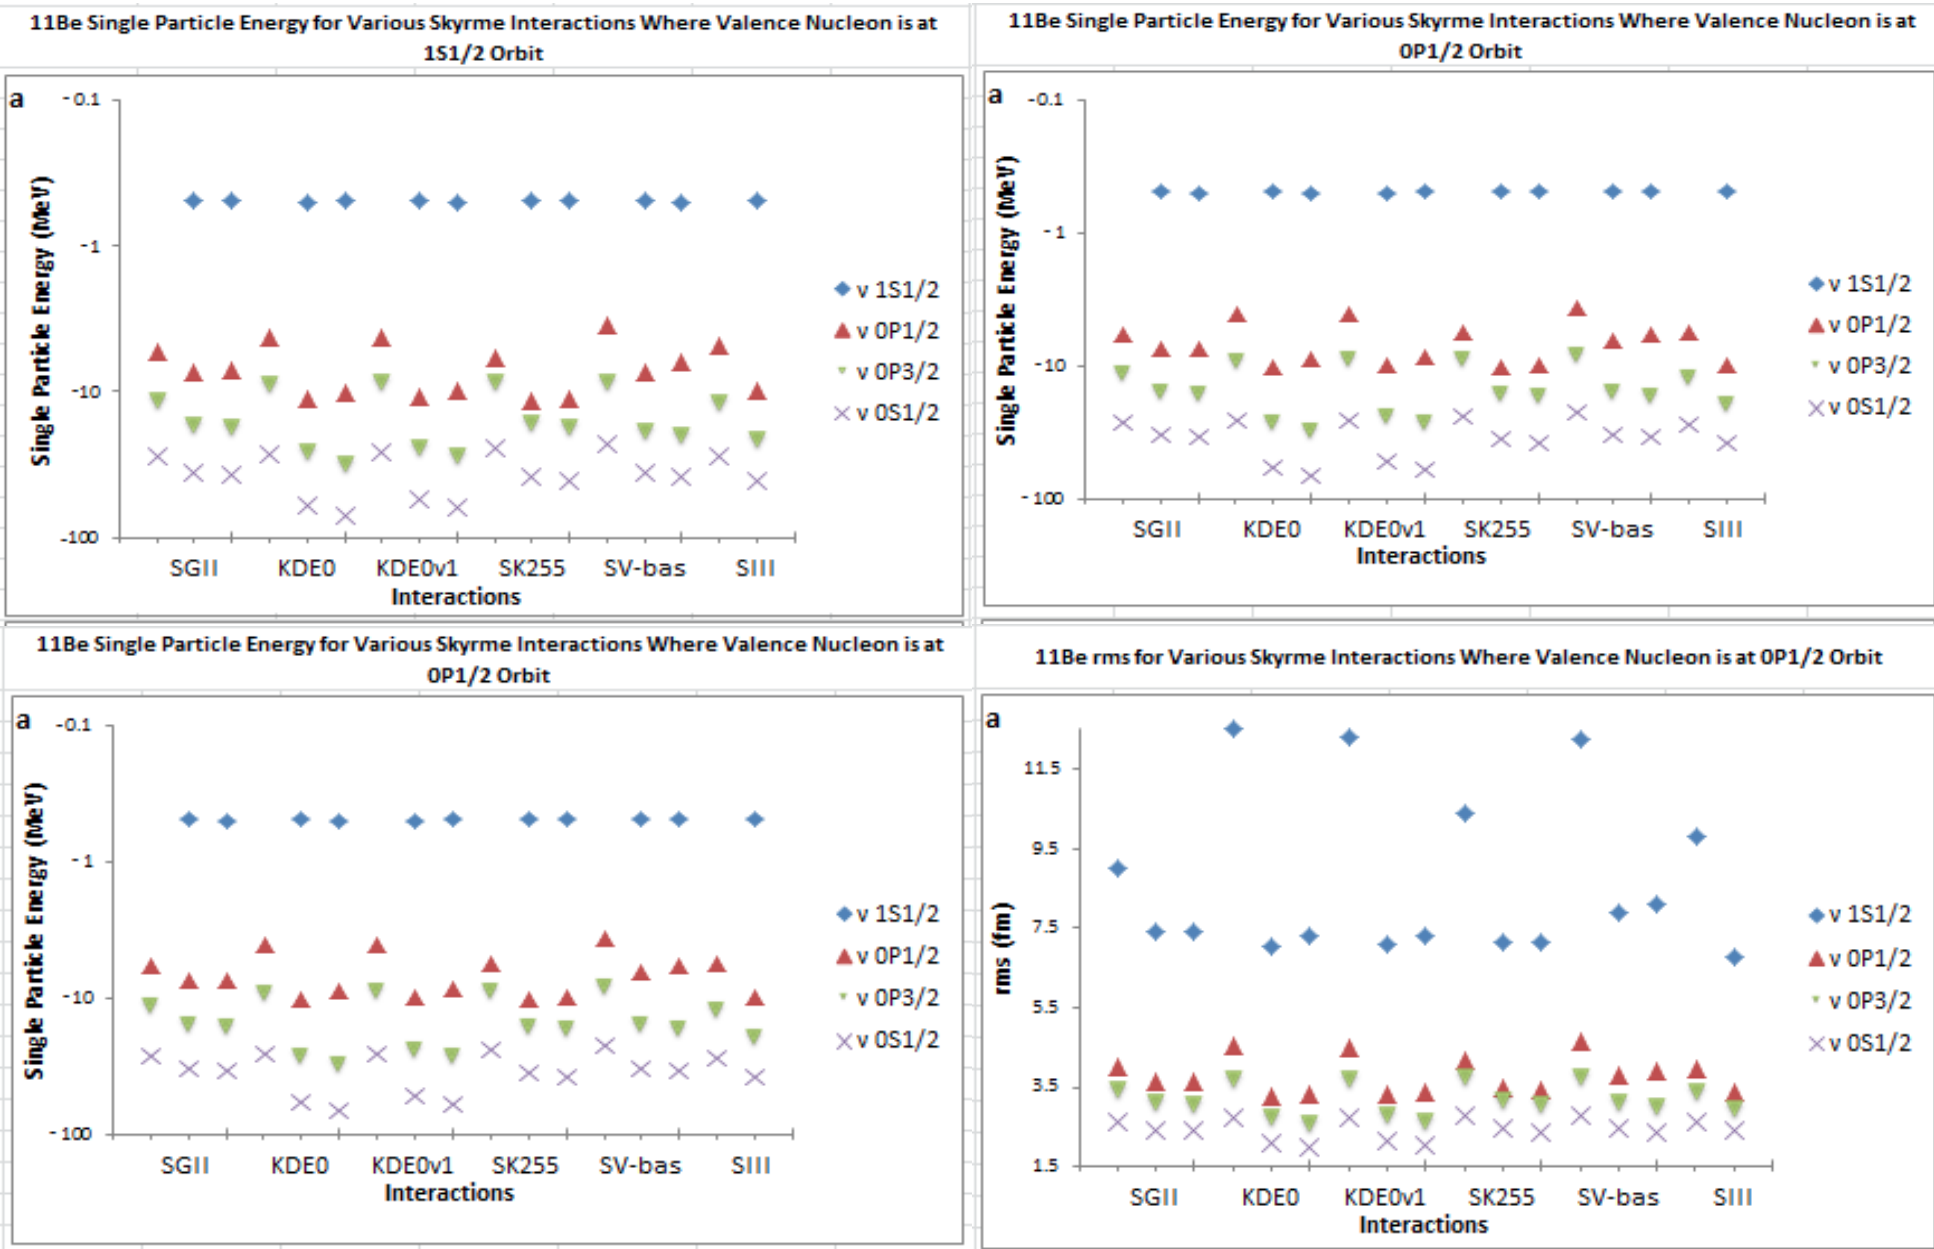 11Be Single Particle Energy for Various Skyrme Interactions Where Valence Nucleon is at
1S1/2 Orbit
a
-0.1
-1
-10
-100
Single Particle Energy (MeV)
ν 1S1/2
ν 0P1/2
ν 0P3/2
ν 0S1/2
SGII KDE0 KDE0v1 SK255 SV-bas SIII
Interactions
11Be Single Particle Energy for Various Skyrme Interactions Where Valence Nucleon is at
0P1/2 Orbit
a
-0.1
-1
-10
-100
Single Particle Energy (MeV)
ν 1S1/2
ν 0P1/2
ν 0P3/2
ν 0S1/2
SGII KDE0 KDE0v1 SK255 SV-bas SIII
Interactions
11Be Single Particle Energy for Various Skyrme Interactions Where Valence Nucleon is at
0P1/2 Orbit
a
-0.1
-1
-10
-100
Single Particle Energy (MeV)
ν 1S1/2
ν 0P1/2
ν 0P3/2
ν 0S1/2
SGII KDE0 KDE0v1 SK255 SV-bas SIII
Interactions
11Be rms for Various Skyrme Interactions Where Valence Nucleon is at 0P1/2 Orbit
a
11.5
9.5
7.5
5.5
3.5
1.5
rms (fm)
ν 1S1/2
ν 0P1/2
ν 0P3/2
ν 0S1/2
SGII KDE0 KDE0v1 SK255 SV-bas SIII
Interactions